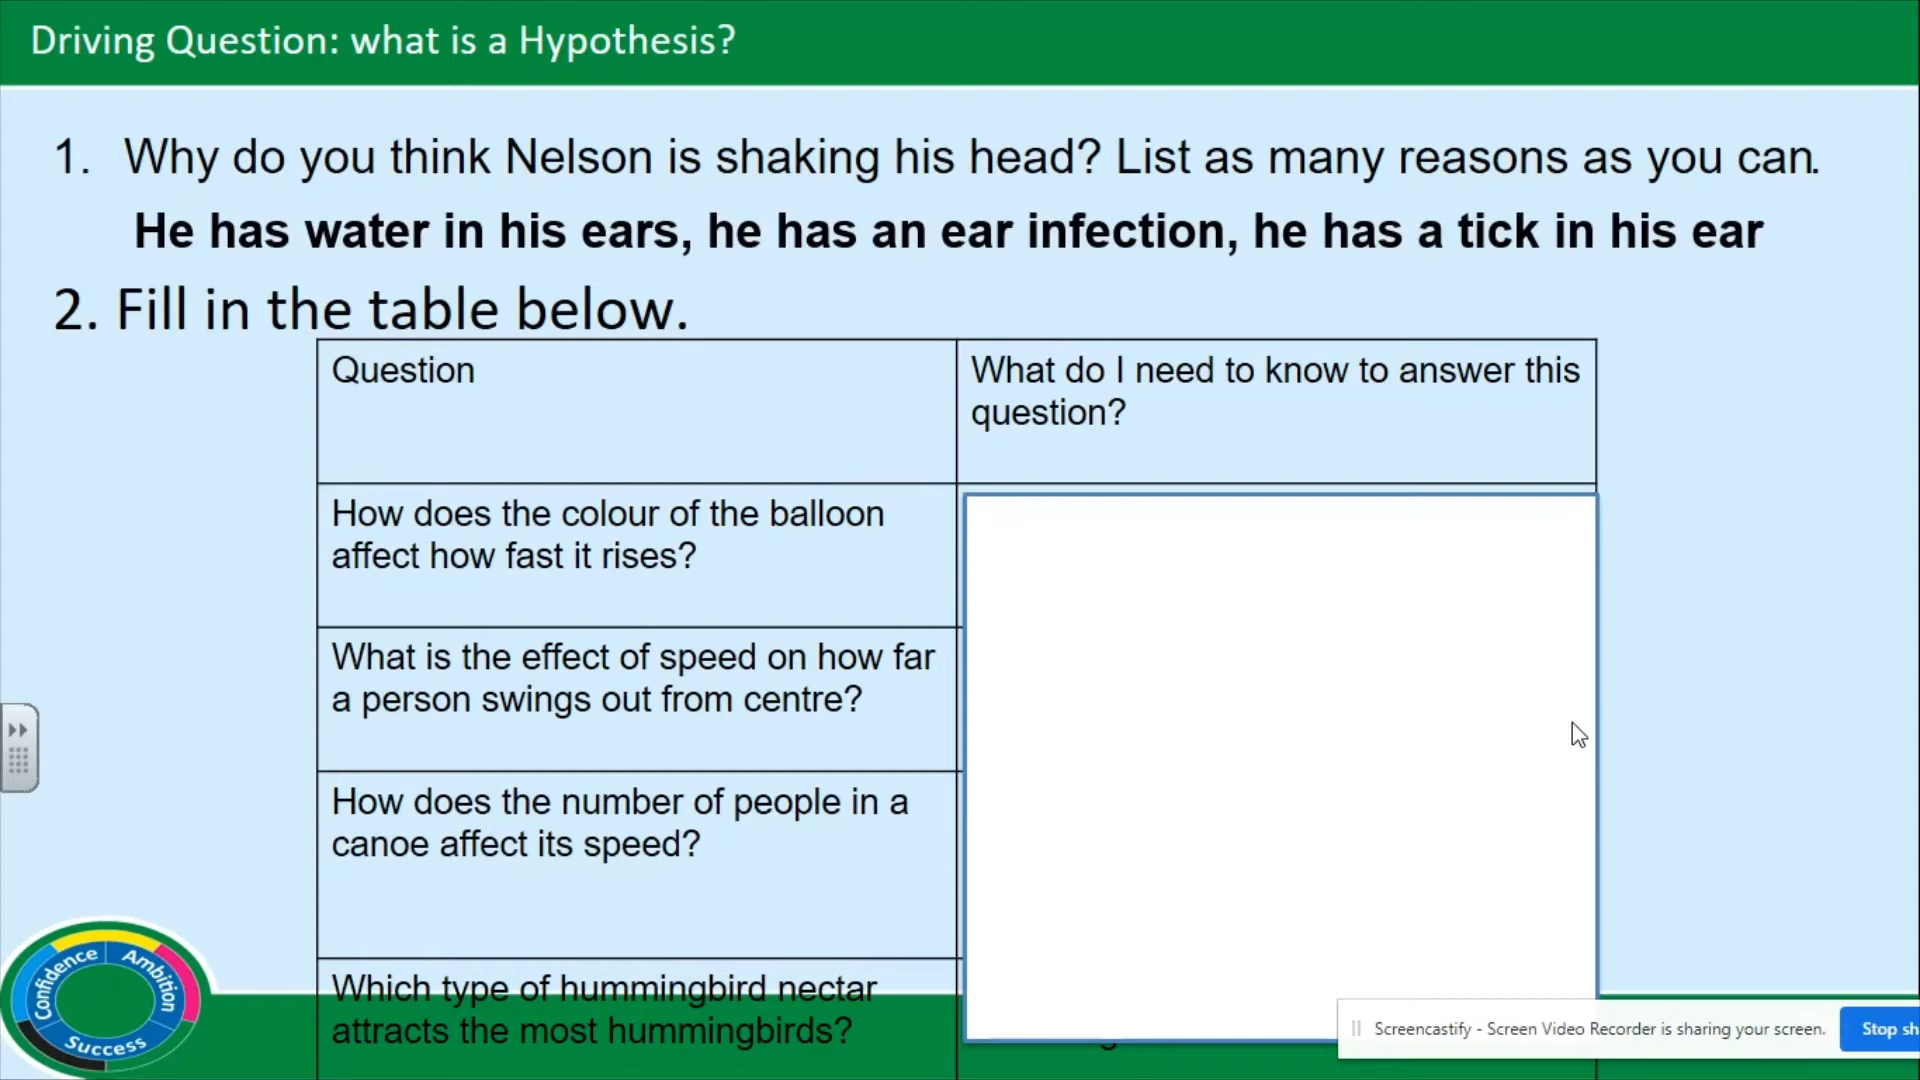 Driving Question: what is a Hypothesis?
1. Why do you think Nelson is shaking his head? List as many reasons as you can.
He has water in his ears, he has an ear infection, he has a tick in his ear
2. Fill in the table below.
Question
What do I need to know to answer this
question?
How does the colour of the balloon
affect how fast it rises?
What is the effect of speed on how far
a person swings out from centre?
How does the number of people in a
canoe affect its speed?
Which type of hummingbird nectar
attracts the most hummingbirds?
Confidence
Ambition
Success
Screencastify - Screen Video Recorder is sharing your screen.
Stop sh